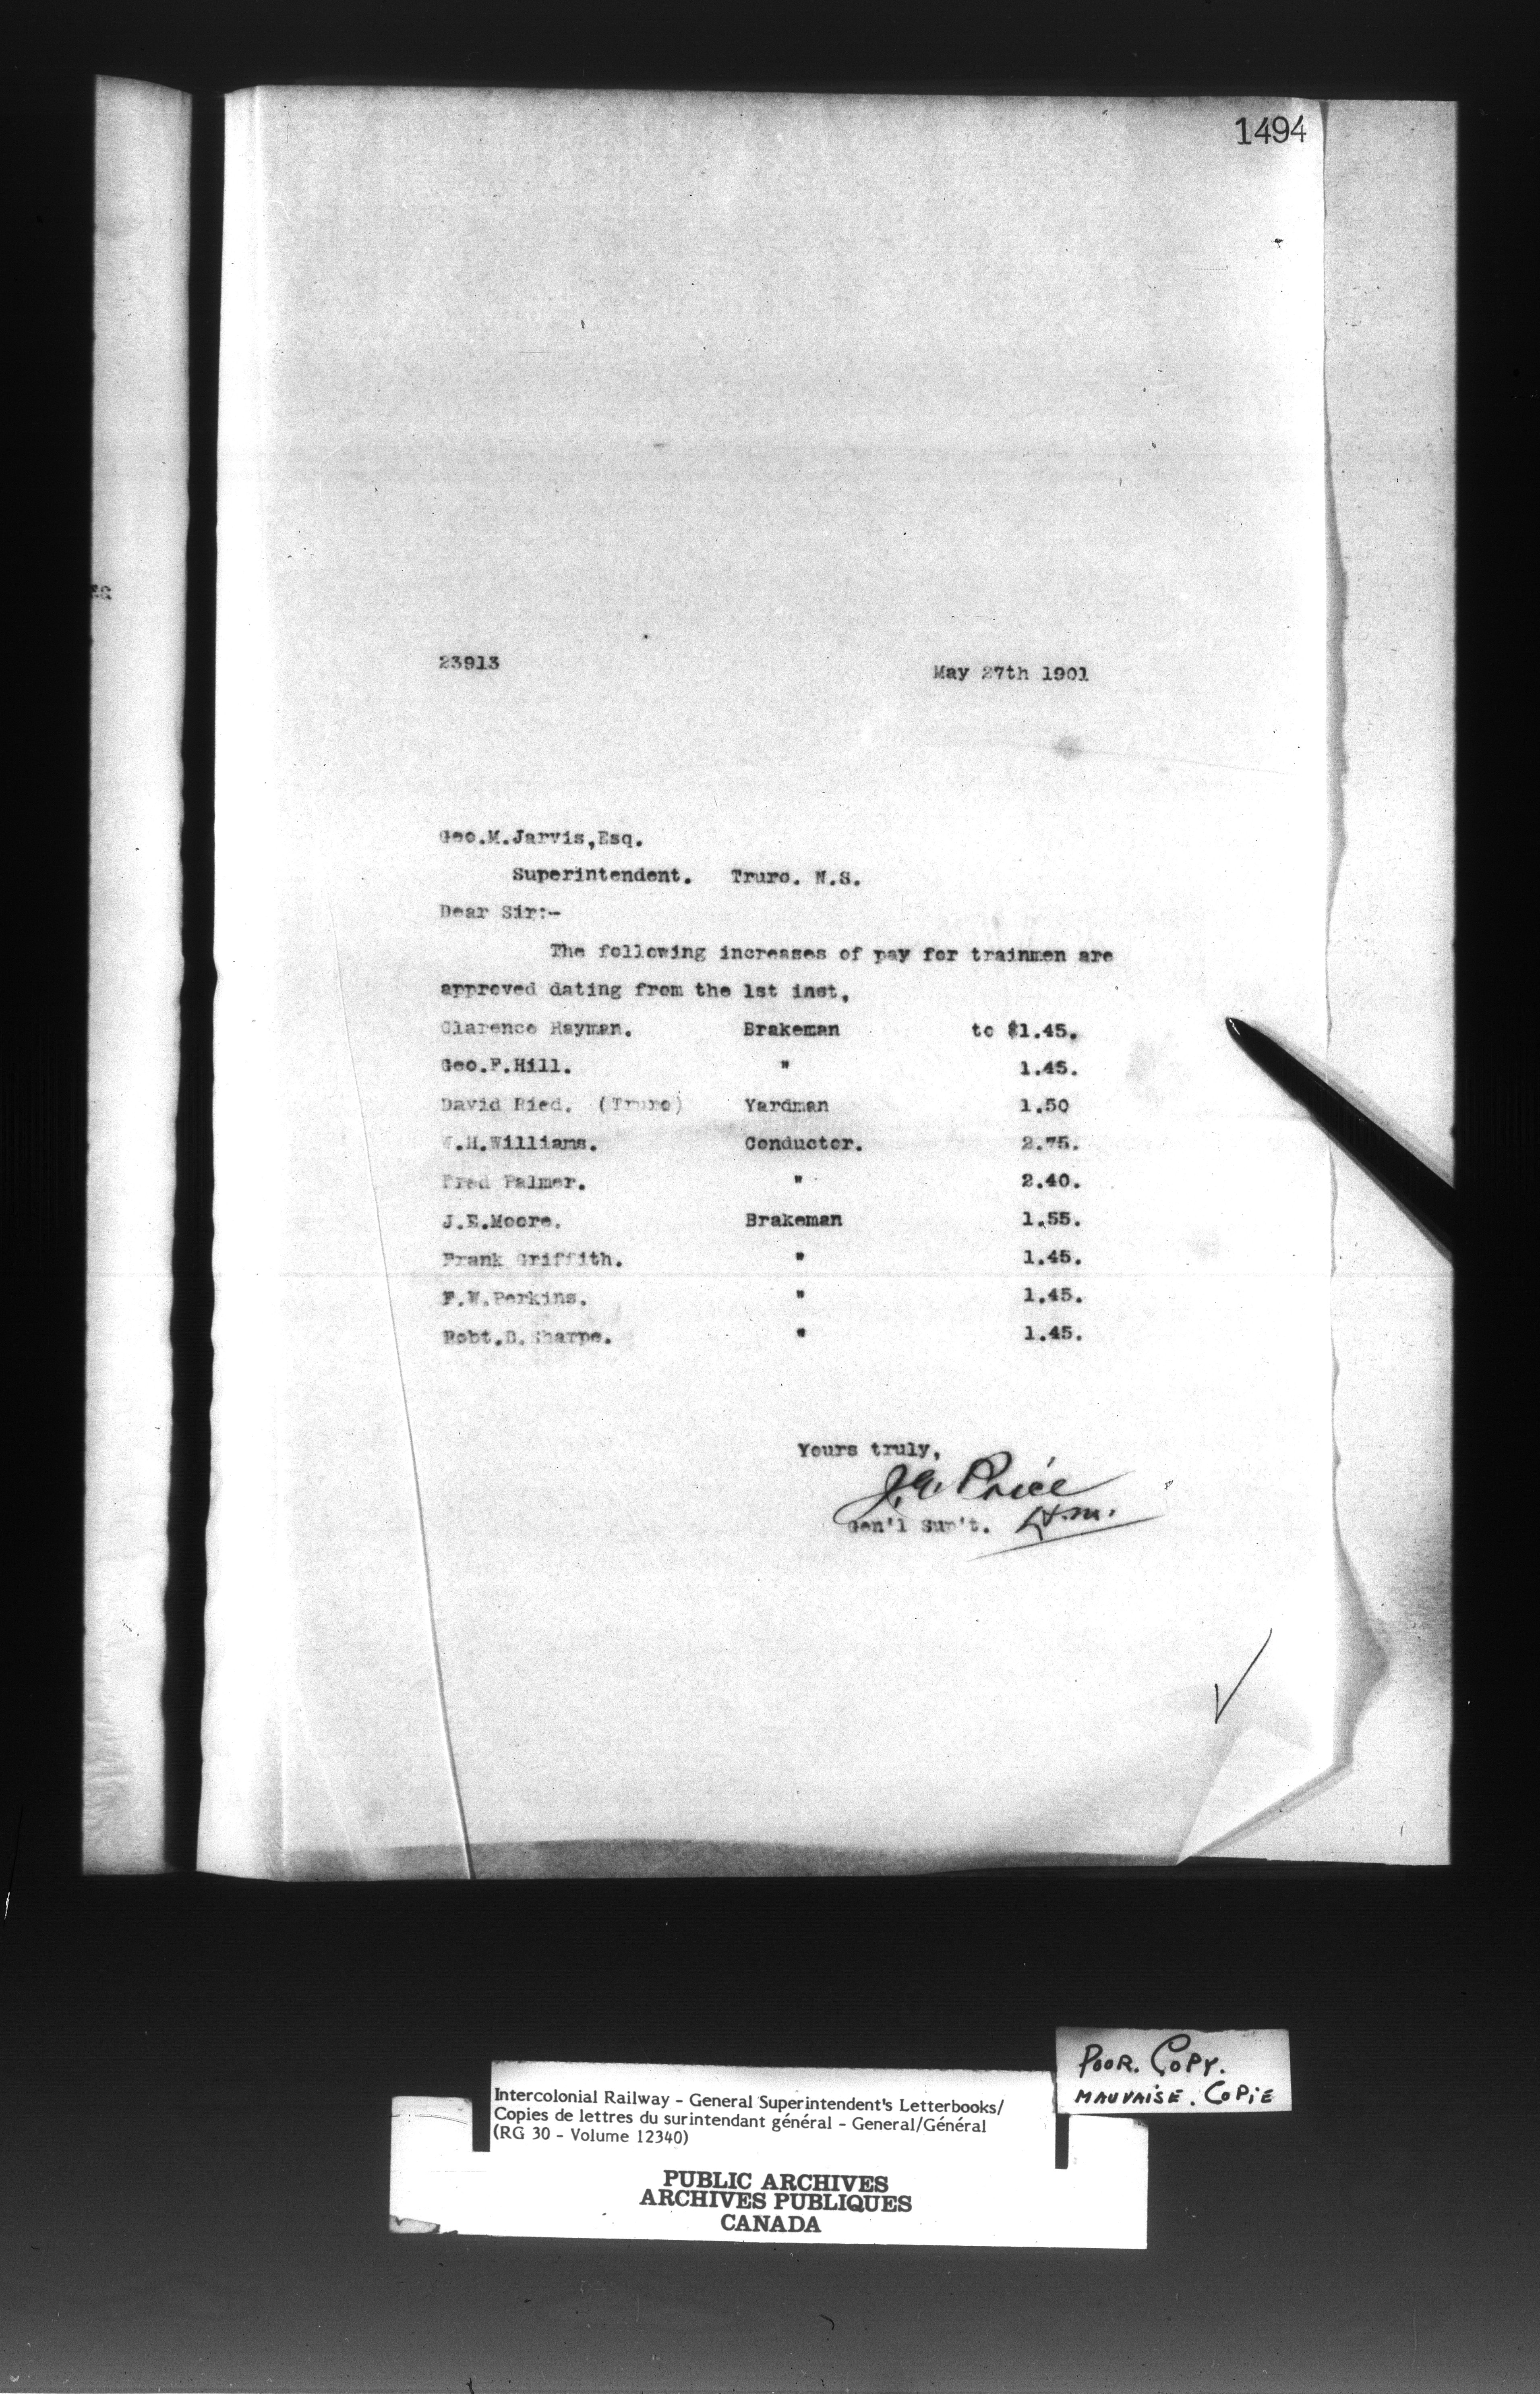 1494
23913 May 27th 1901
Geo.M.Jarvis,Esq.
Superintendent. Truro. N.S.
Dear Sir:-
The following increases of pay for trainmen are
approved dating from the 1st inst.
Clarence Hayman. Brakeman to $1.45.
Geo.F.Hill. " 1.45.
David Ried. (Truro) Yardman 1.50
W.H.Williams. Conductor. 2.75.
Fred Palmer. " 2.40.
J.E.Moore. Brakeman 1.55.
Frank Griffith. " 1.45.
F.W.Perkins. " 1.45.
Robt.D.Sharpe. " 1.45.
Yours truly,
J.E. Price
Gen'l Sup't. H.m.
POOR. COPY.
MAUVAISE. COPIE
Intercolonial Railway - General Superintendent's Letterbooks/
Copies de lettres du surintendant général - General/Général
(RG 30 - Volume 12340)
PUBLIC ARCHIVES
ARCHIVES PUBLIQUES
CANADA